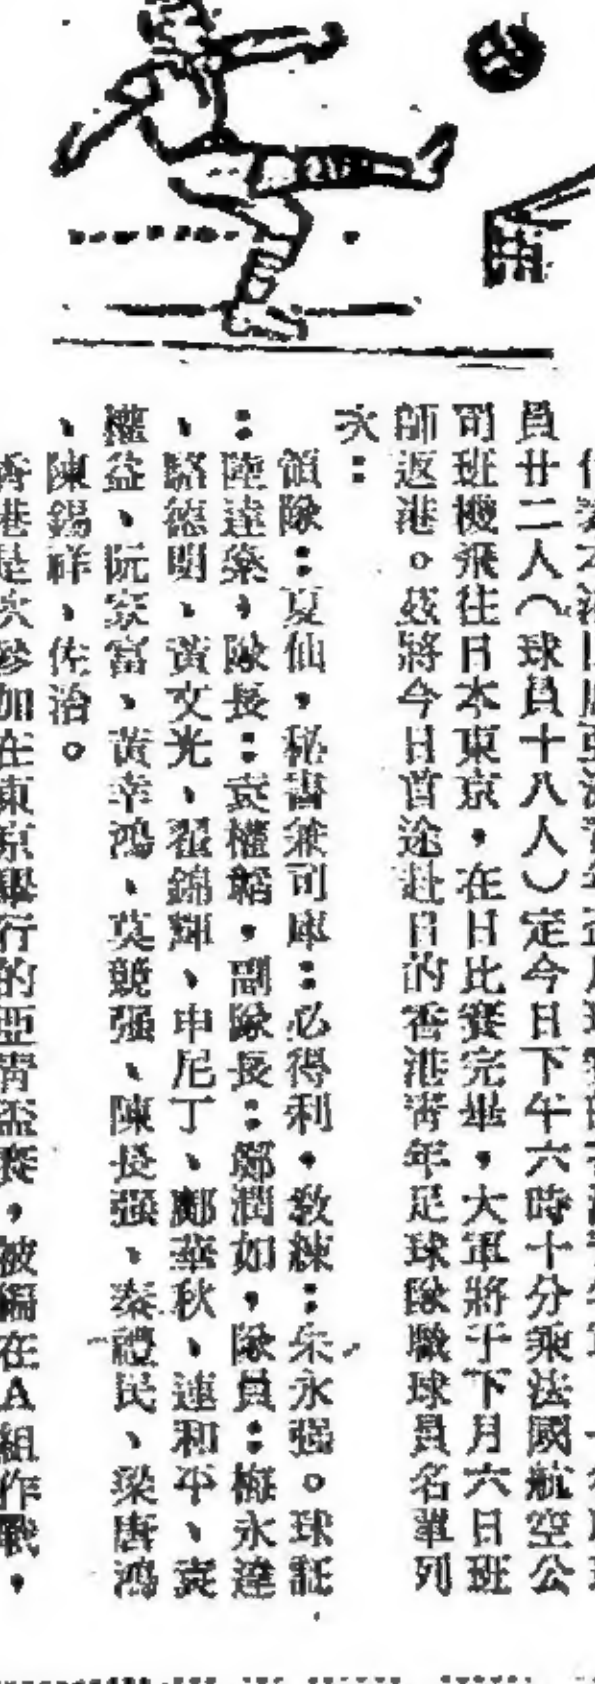 員廿二人（球員十八人）定今日下午六時十分乘法國航空公
司班機飛往日本東京，在日比賽完畢，大軍將于下月六日班
師返港。茲將今日首途赴日的香港青年足球隊職球員名單列
次：
領隊：夏仙，秘書兼司庫：必得利，教練：朱永强。球証
：陸達榮，隊長：袁權韜，副隊長：鄭潤如，隊員：梅永達
、駱德明、黃文光、翟錦輝、申尼丁、鄺華秋、連和平、袁
權益、阮家富、黃幸鴻、莫競强、陳長强、秦禮民、梁唐鴻
、陳錫祥、佐治。
香港是次參加在東京舉行的亞青盃賽，被編在A組作戰，